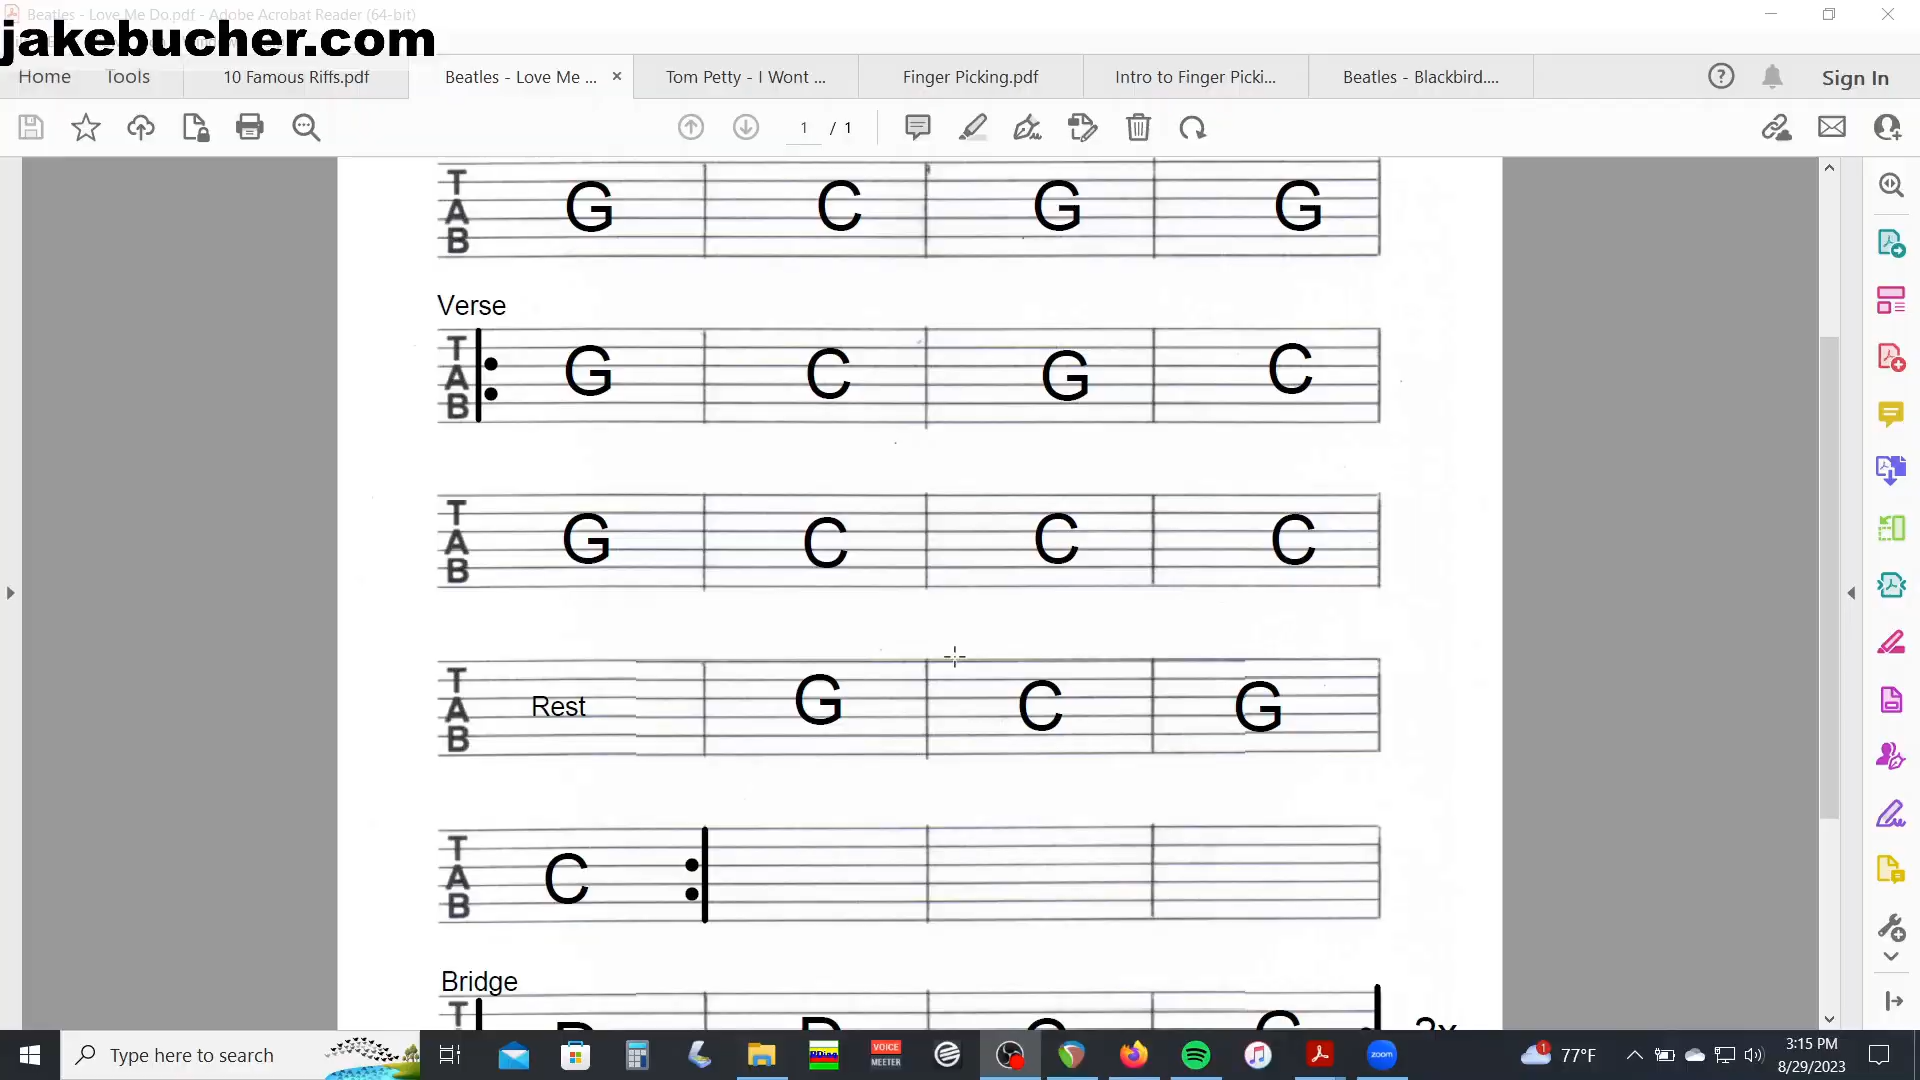 Beatles - Love Me Do.pdf - Adobe Acrobat Reader (64-bit)
jakebucher.com
Home Tools 10 Famous Riffs.pdf Beatles - Love Me ... × Tom Petty - I Wont ... Finger Picking.pdf Intro to Finger Picki... Beatles - Blackbird.... Sign In
1 / 1
T A B G C G G
Verse
T A B G C G C
T A B G C C C
T A B Rest G C G
T A B C
Bridge
T
Type here to search
VOICE MEETER
zoom
1 77°F
3:15 PM
8/29/2023